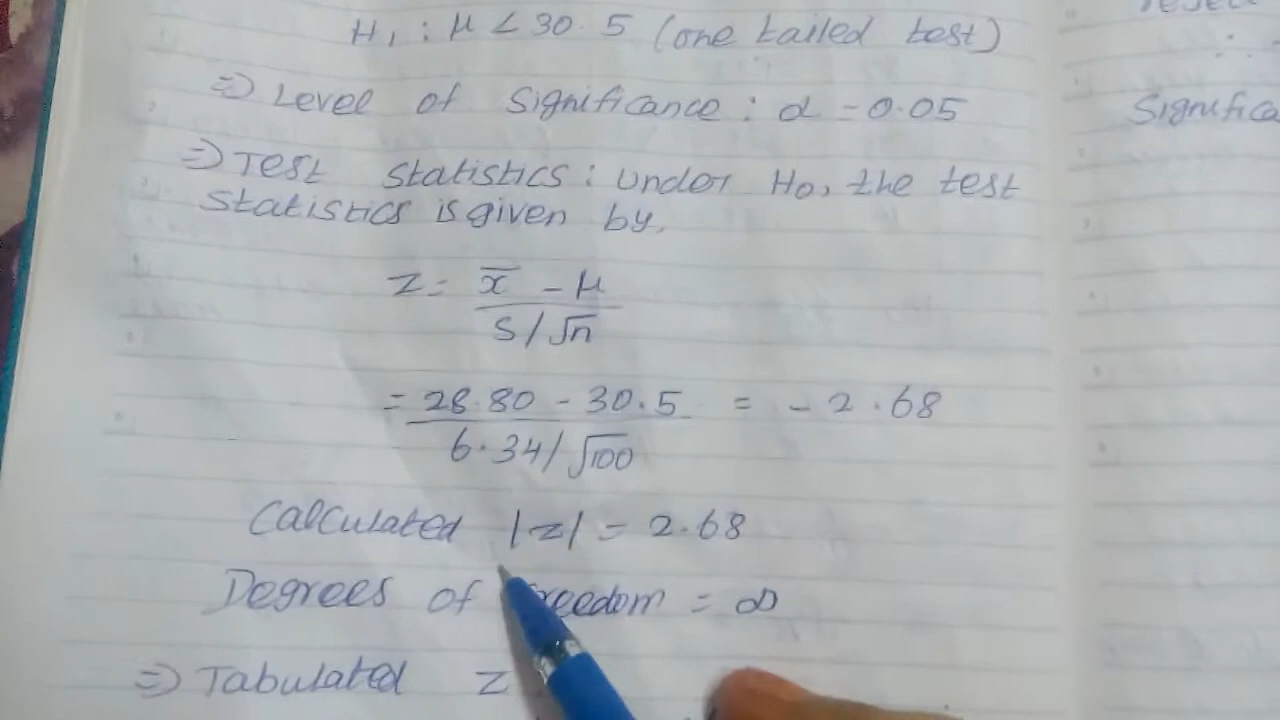 H₁ : μ < 30.5 (one tailed test)
⇒ Level of Significance : α - 0.05
Significa
⇒ Test Statistics : Under H₀, the test
Statistics is given by,
z = x̄ - μ
S/√n
= 28.80 - 30.5 = - 2.68
6.34/√100
Calculated |z| = 2.68
Degrees of freedom = ∞
⇒ Tabulated z